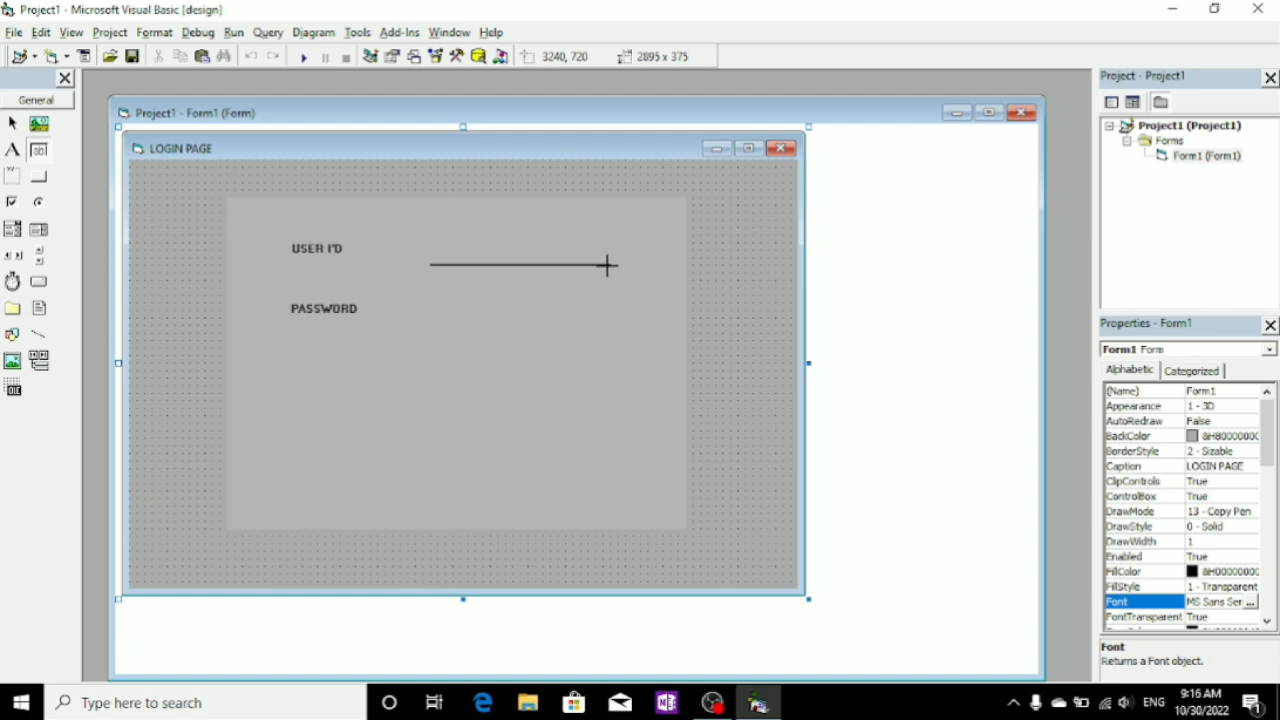 Project1 - Microsoft Visual Basic [design]
File Edit View Project Format Debug Run Query Diagram Tools Add-Ins Window Help
3240, 720
2895 x 375
General
Project1 - Form1 (Form)
LOGIN PAGE
USER I'D
PASSWORD
Project - Project1
Project1 (Project1)
Forms
Form1 (Form1)
Properties - Form1
Form1 Form
Alphabetic Categorized
(Name) Form1
Appearance 1 - 3D
AutoRedraw False
BackColor &H8000000C
BorderStyle 2 - Sizable
Caption LOGIN PAGE
ClipControls True
ControlBox True
DrawMode 13 - Copy Pen
DrawStyle 0 - Solid
DrawWidth 1
Enabled True
FillColor &H0000000C
FillStyle 1 - Transparent
Font MS Sans Ser ...
FontTransparent True
Font
Returns a Font object.
Type here to search
ENG
9:16 AM
10/30/2022
1